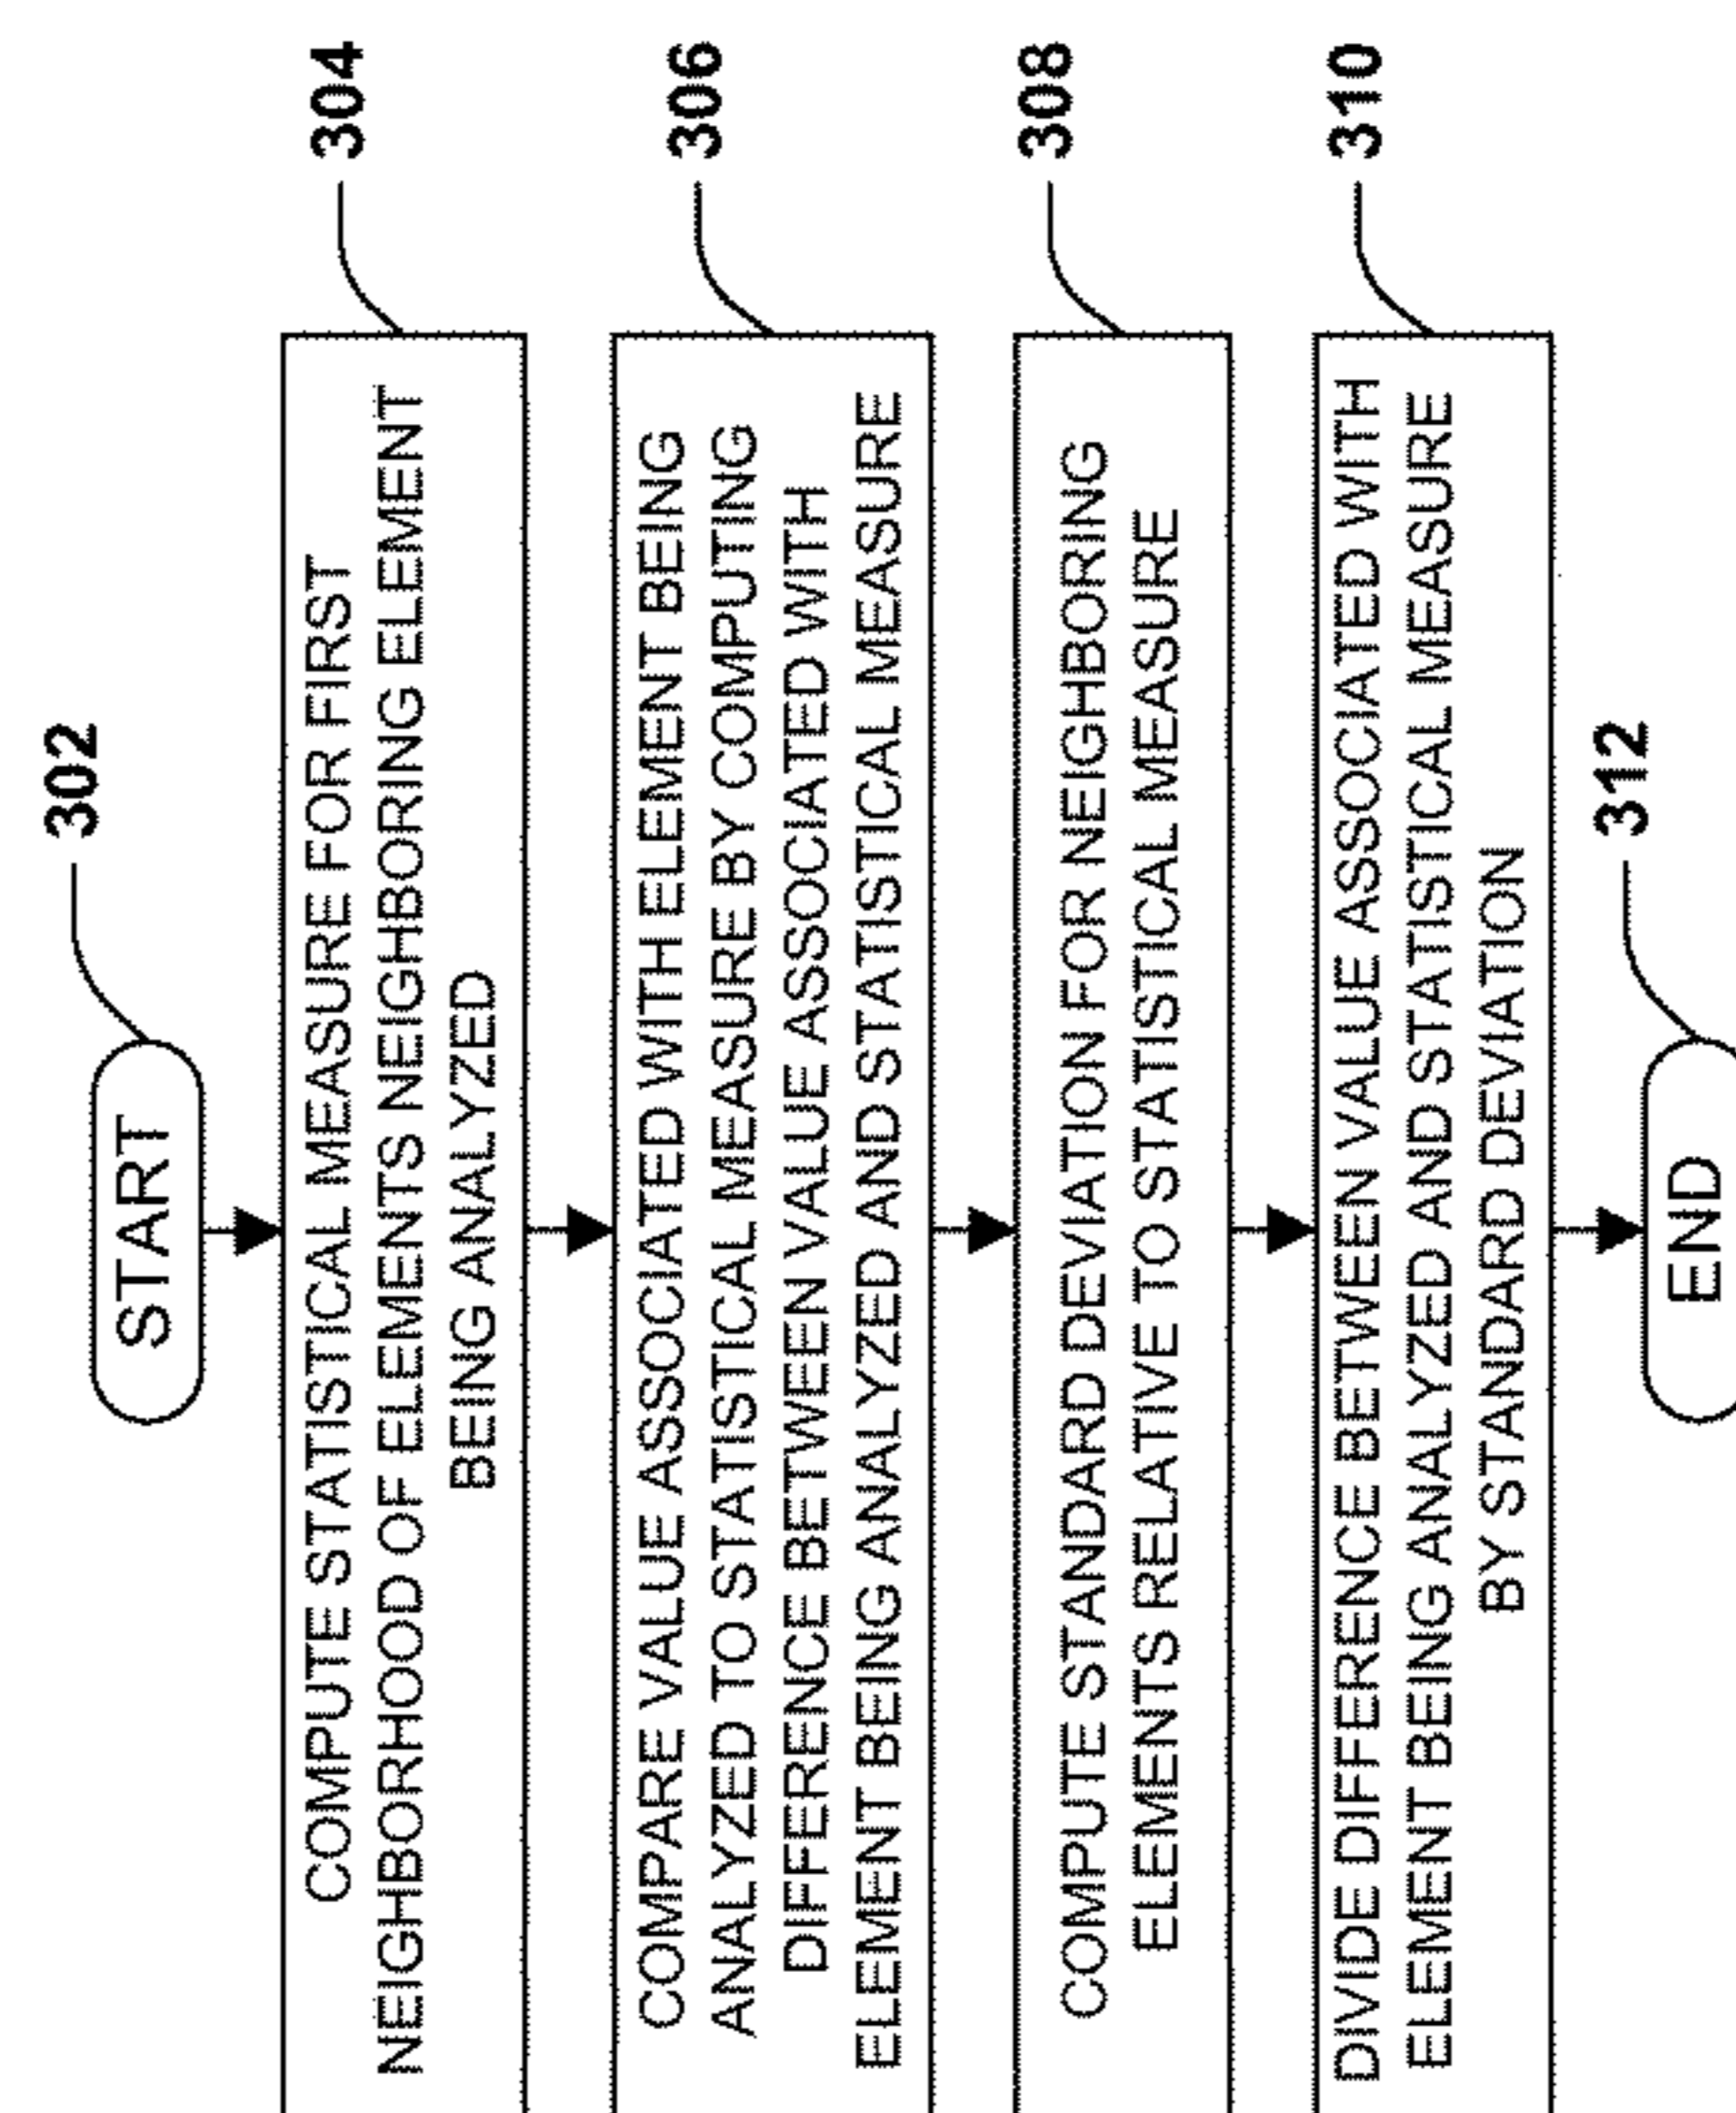 302
START
304
COMPUTE STATISTICAL MEASURE FOR FIRST
NEIGHBORHOOD OF ELEMENTS NEIGHBORING ELEMENT
BEING ANALYZED
306
COMPARE VALUE ASSOCIATED WITH ELEMENT BEING
ANALYZED TO STATISTICAL MEASURE BY COMPUTING
DIFFERENCE BETWEEN VALUE ASSOCIATED WITH
ELEMENT BEING ANALYZED AND STATISTICAL MEASURE
308
COMPUTE STANDARD DEVIATION FOR NEIGHBORING
ELEMENTS RELATIVE TO STATISTICAL MEASURE
310
DIVIDE DIFFERENCE BETWEEN VALUE ASSOCIATED WITH
ELEMENT BEING ANALYZED AND STATISTICAL MEASURE
BY STANDARD DEVIATION
312
END